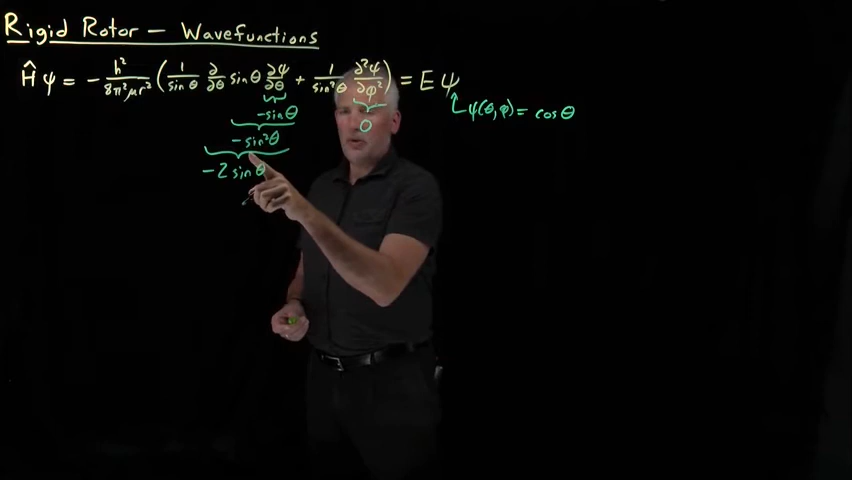 Rigid Rotor — Wavefunctions
Ĥψ = -h²/8π²μr² (1/sinθ ∂/∂θ sinθ ∂ψ/∂θ + 1/sin²θ ∂²ψ/∂φ²) = Eψ
ψ(θ,φ) = cosθ
-sinθ
0
-sin²θ
-2 sinθ